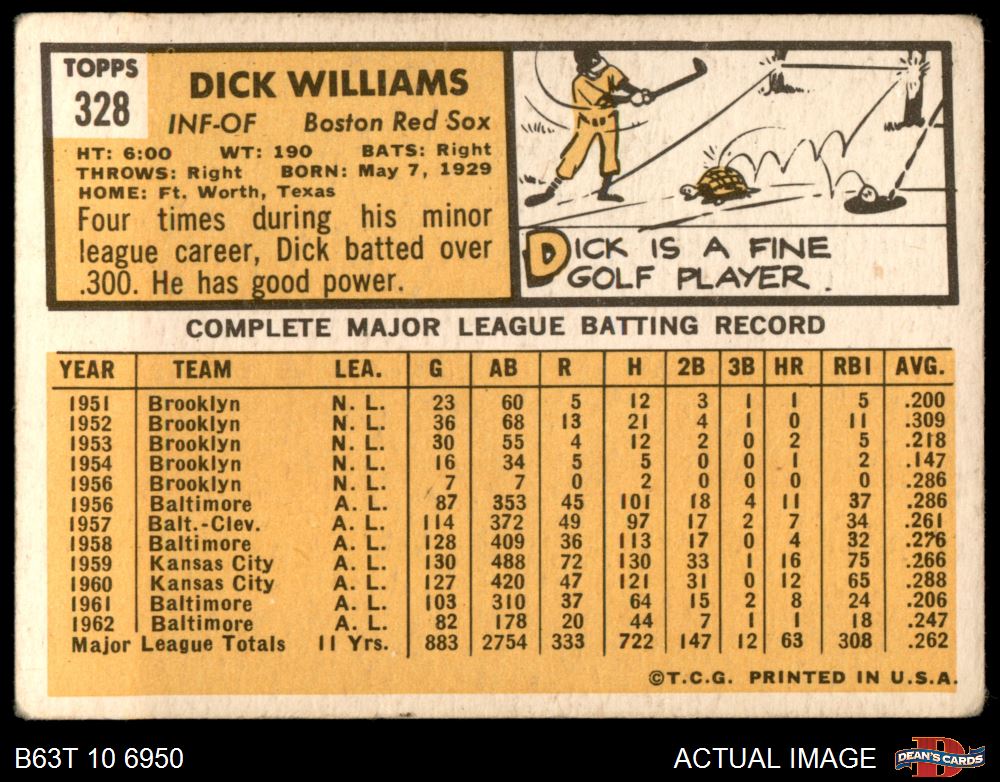 TOPPS
328
DICK WILLIAMS
INF-OF Boston Red Sox
HT: 6:00 WT: 190 BATS: Right
THROWS: Right BORN: May 7, 1929
HOME: Ft. Worth, Texas
Four times during his minor
league career, Dick batted over
.300. He has good power.
DICK IS A FINE
GOLF PLAYER.
COMPLETE MAJOR LEAGUE BATTING RECORD
YEAR TEAM LEA. G AB R H 2B 3B HR RBI AVG.
1951 Brooklyn N. L. 23 60 5 12 3 1 1 5 .200
1952 Brooklyn N. L. 36 68 13 21 4 1 0 11 .309
1953 Brooklyn N. L. 30 55 4 12 2 0 2 5 .218
1954 Brooklyn N. L. 16 34 5 5 0 0 1 2 .147
1956 Brooklyn N. L. 7 7 0 2 0 0 0 0 .286
1956 Baltimore A. L. 87 353 45 101 18 4 11 37 .286
1957 Balt.-Clev. A. L. 114 372 49 97 17 2 7 34 .261
1958 Baltimore A. L. 128 409 36 113 17 0 4 32 .276
1959 Kansas City A. L. 130 488 72 130 33 1 16 75 .266
1960 Kansas City A. L. 127 420 47 121 31 0 12 65 .288
1961 Baltimore A. L. 103 310 37 64 15 2 8 24 .206
1962 Baltimore A. L. 82 178 20 44 7 1 1 18 .247
Major League Totals 11 Yrs. 883 2754 333 722 147 12 63 308 .262
©T.C.G. PRINTED IN U.S.A.
B63T 10 6950 ACTUAL IMAGE DEAN'S CARDS